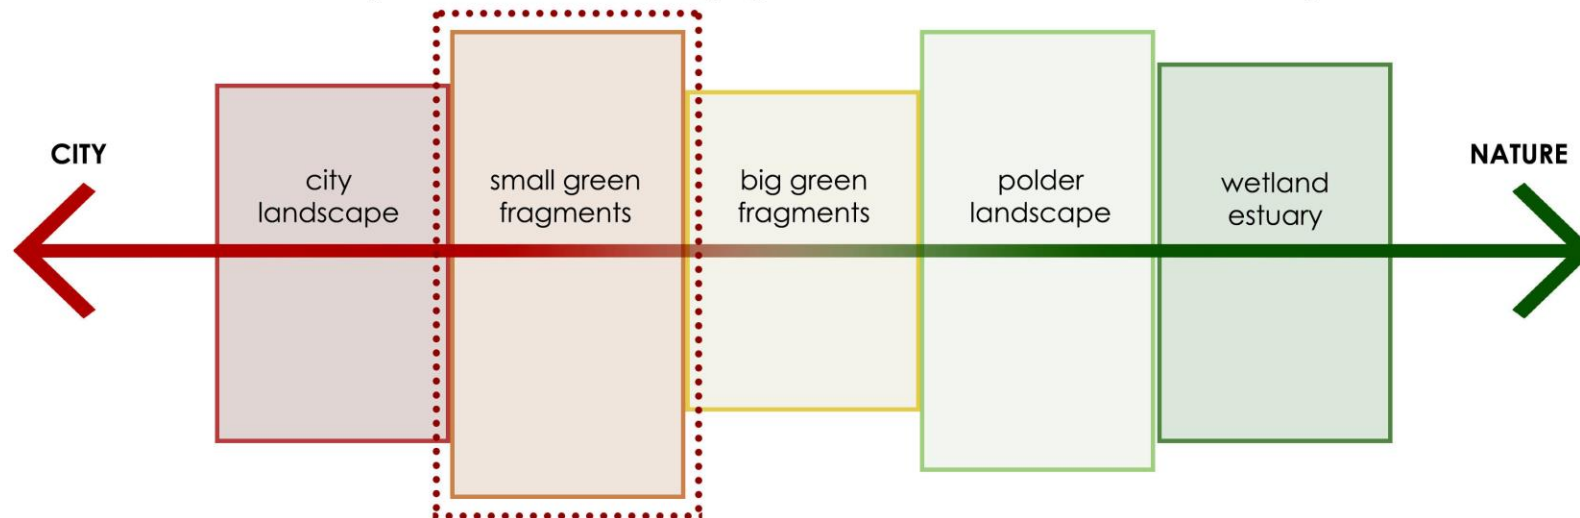 CITY
NATURE
city
landscape
small green
fragments
big green
fragments
polder
landscape
wetland
estuary